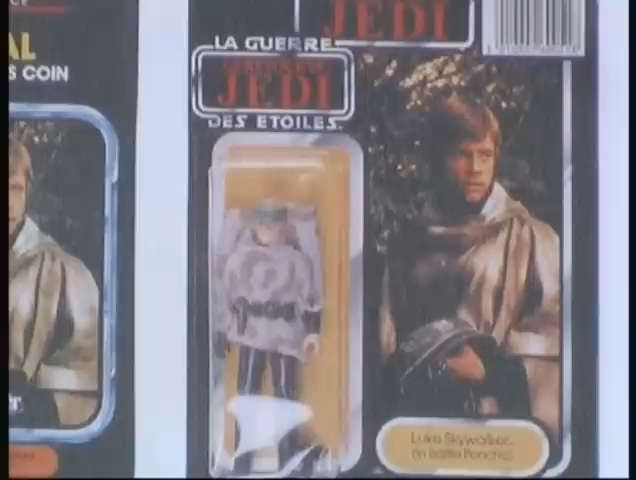 JEDI
AL
S COIN
LA GUERRE
JEDI
DES ETOILES
Luke Skywalker
(in Battle Poncho)